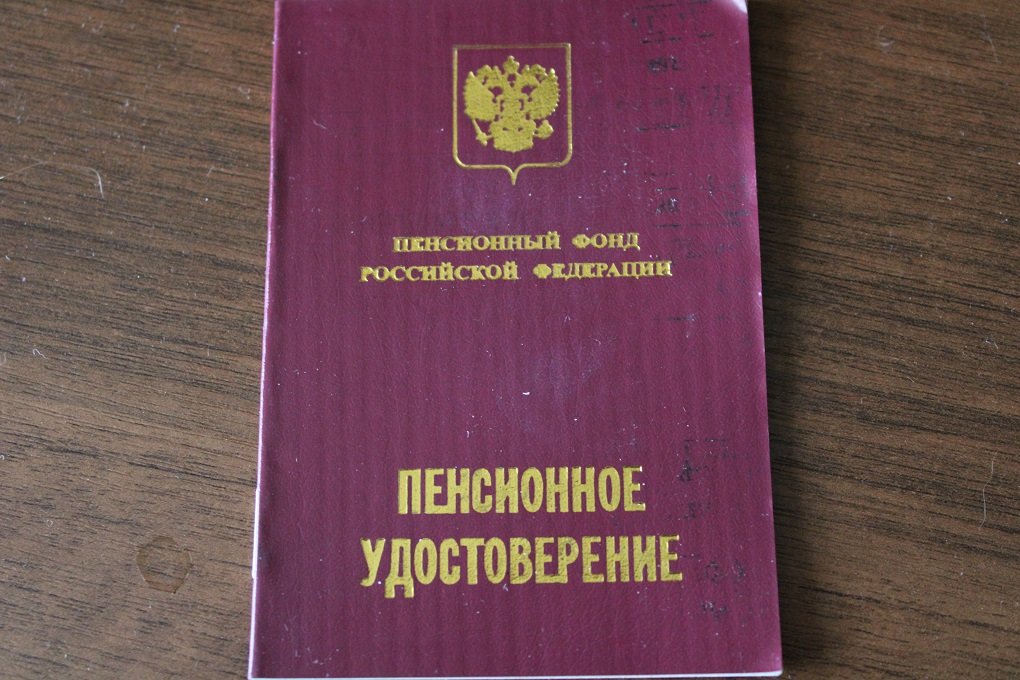 ПЕНСИОННЫЙ ФОНД
РОССИЙСКОЙ ФЕДЕРАЦИИ
ПЕНСИОННОЕ
УДОСТОВЕРЕНИЕ